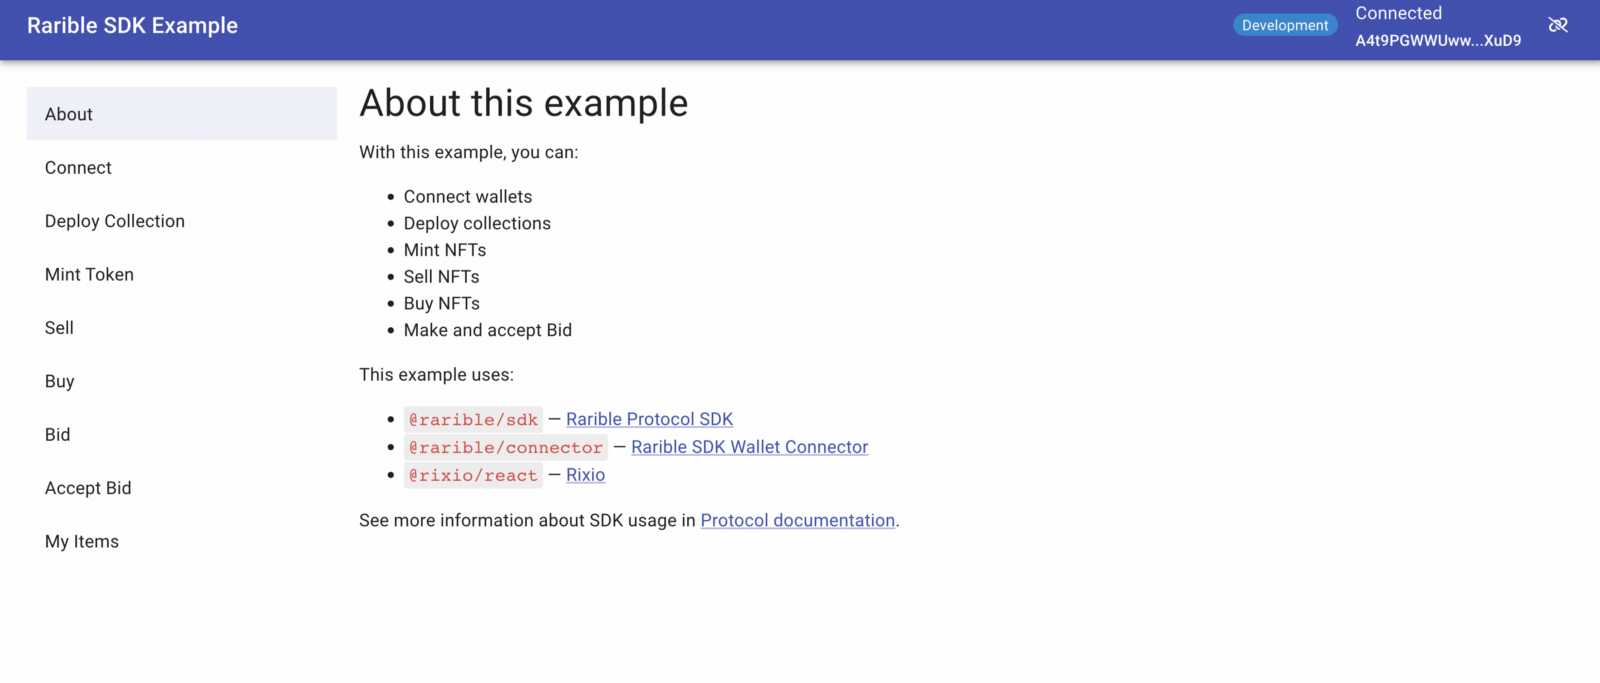 Rarible SDK Example
Development
Connected
A4t9PGWWUww...XuD9
About
Connect
Deploy Collection
Mint Token
Sell
Buy
Bid
Accept Bid
My Items
About this example
With this example, you can:
• Connect wallets
• Deploy collections
• Mint NFTs
• Sell NFTs
• Buy NFTs
• Make and accept Bid
This example uses:
• @rarible/sdk — Rarible Protocol SDK
• @rarible/connector — Rarible SDK Wallet Connector
• @rixio/react — Rixio
See more information about SDK usage in Protocol documentation.